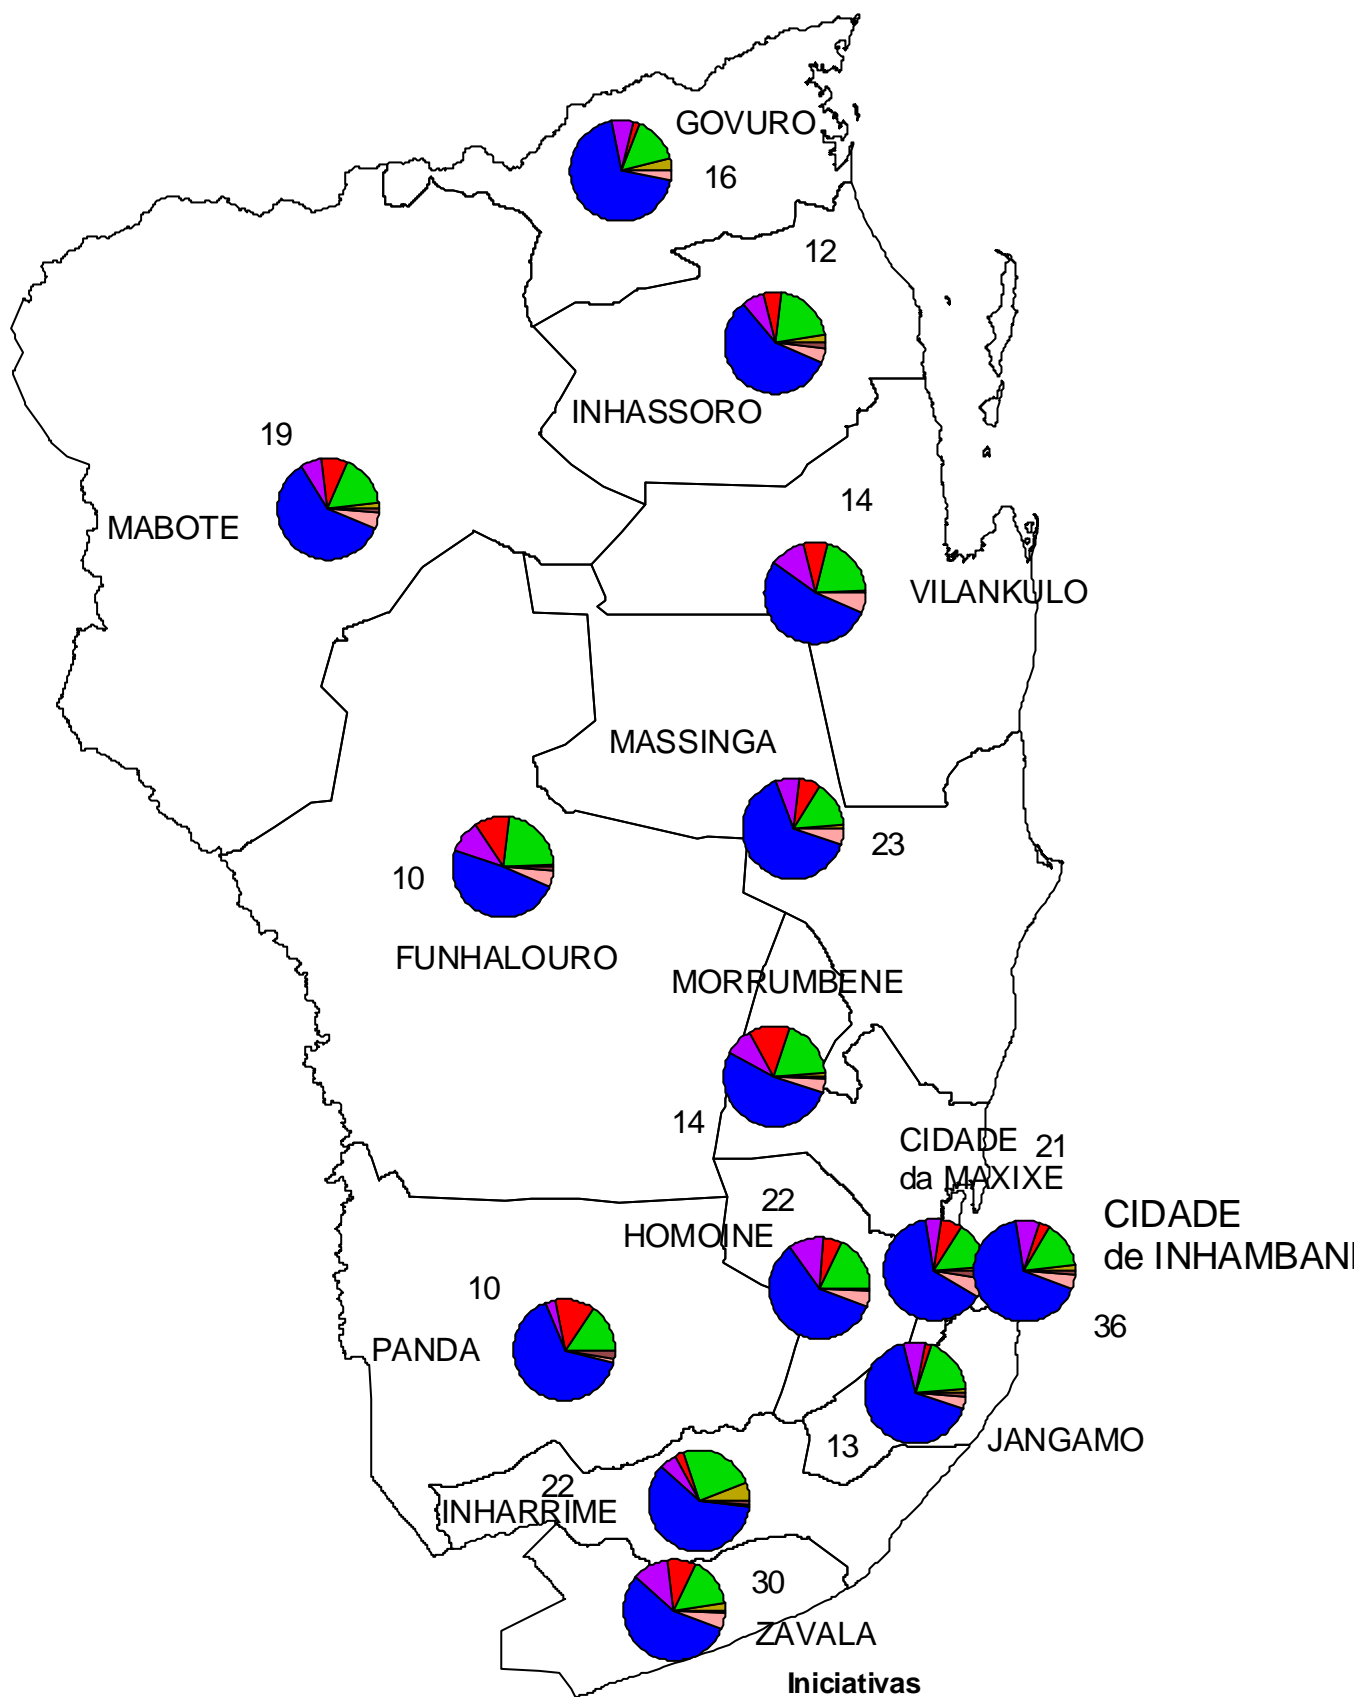 GOVURO
16
12
INHASSORO
19
MABOTE
14
VILANKULO
MASSINGA
23
10
FUNHALOURO
MORRUMBENE
14
CIDADE
da MAXIXE
21
22
HOMOINE
CIDADE
de INHAMBAN
36
10
PANDA
13
JANGAMO
22
INHARRIME
30
ZAVALA
Iniciativas